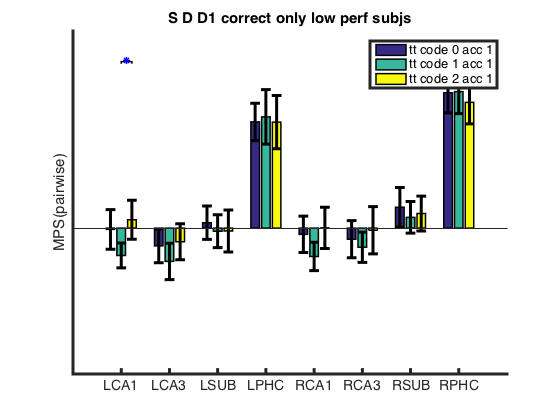 S D D1 correct only low perf subjs
tt code 0 acc 1
tt code 1 acc 1
tt code 2 acc 1
MPS(pairwise)
LCA1 LCA3 LSUB LPHC RCA1 RCA3 RSUB RPHC